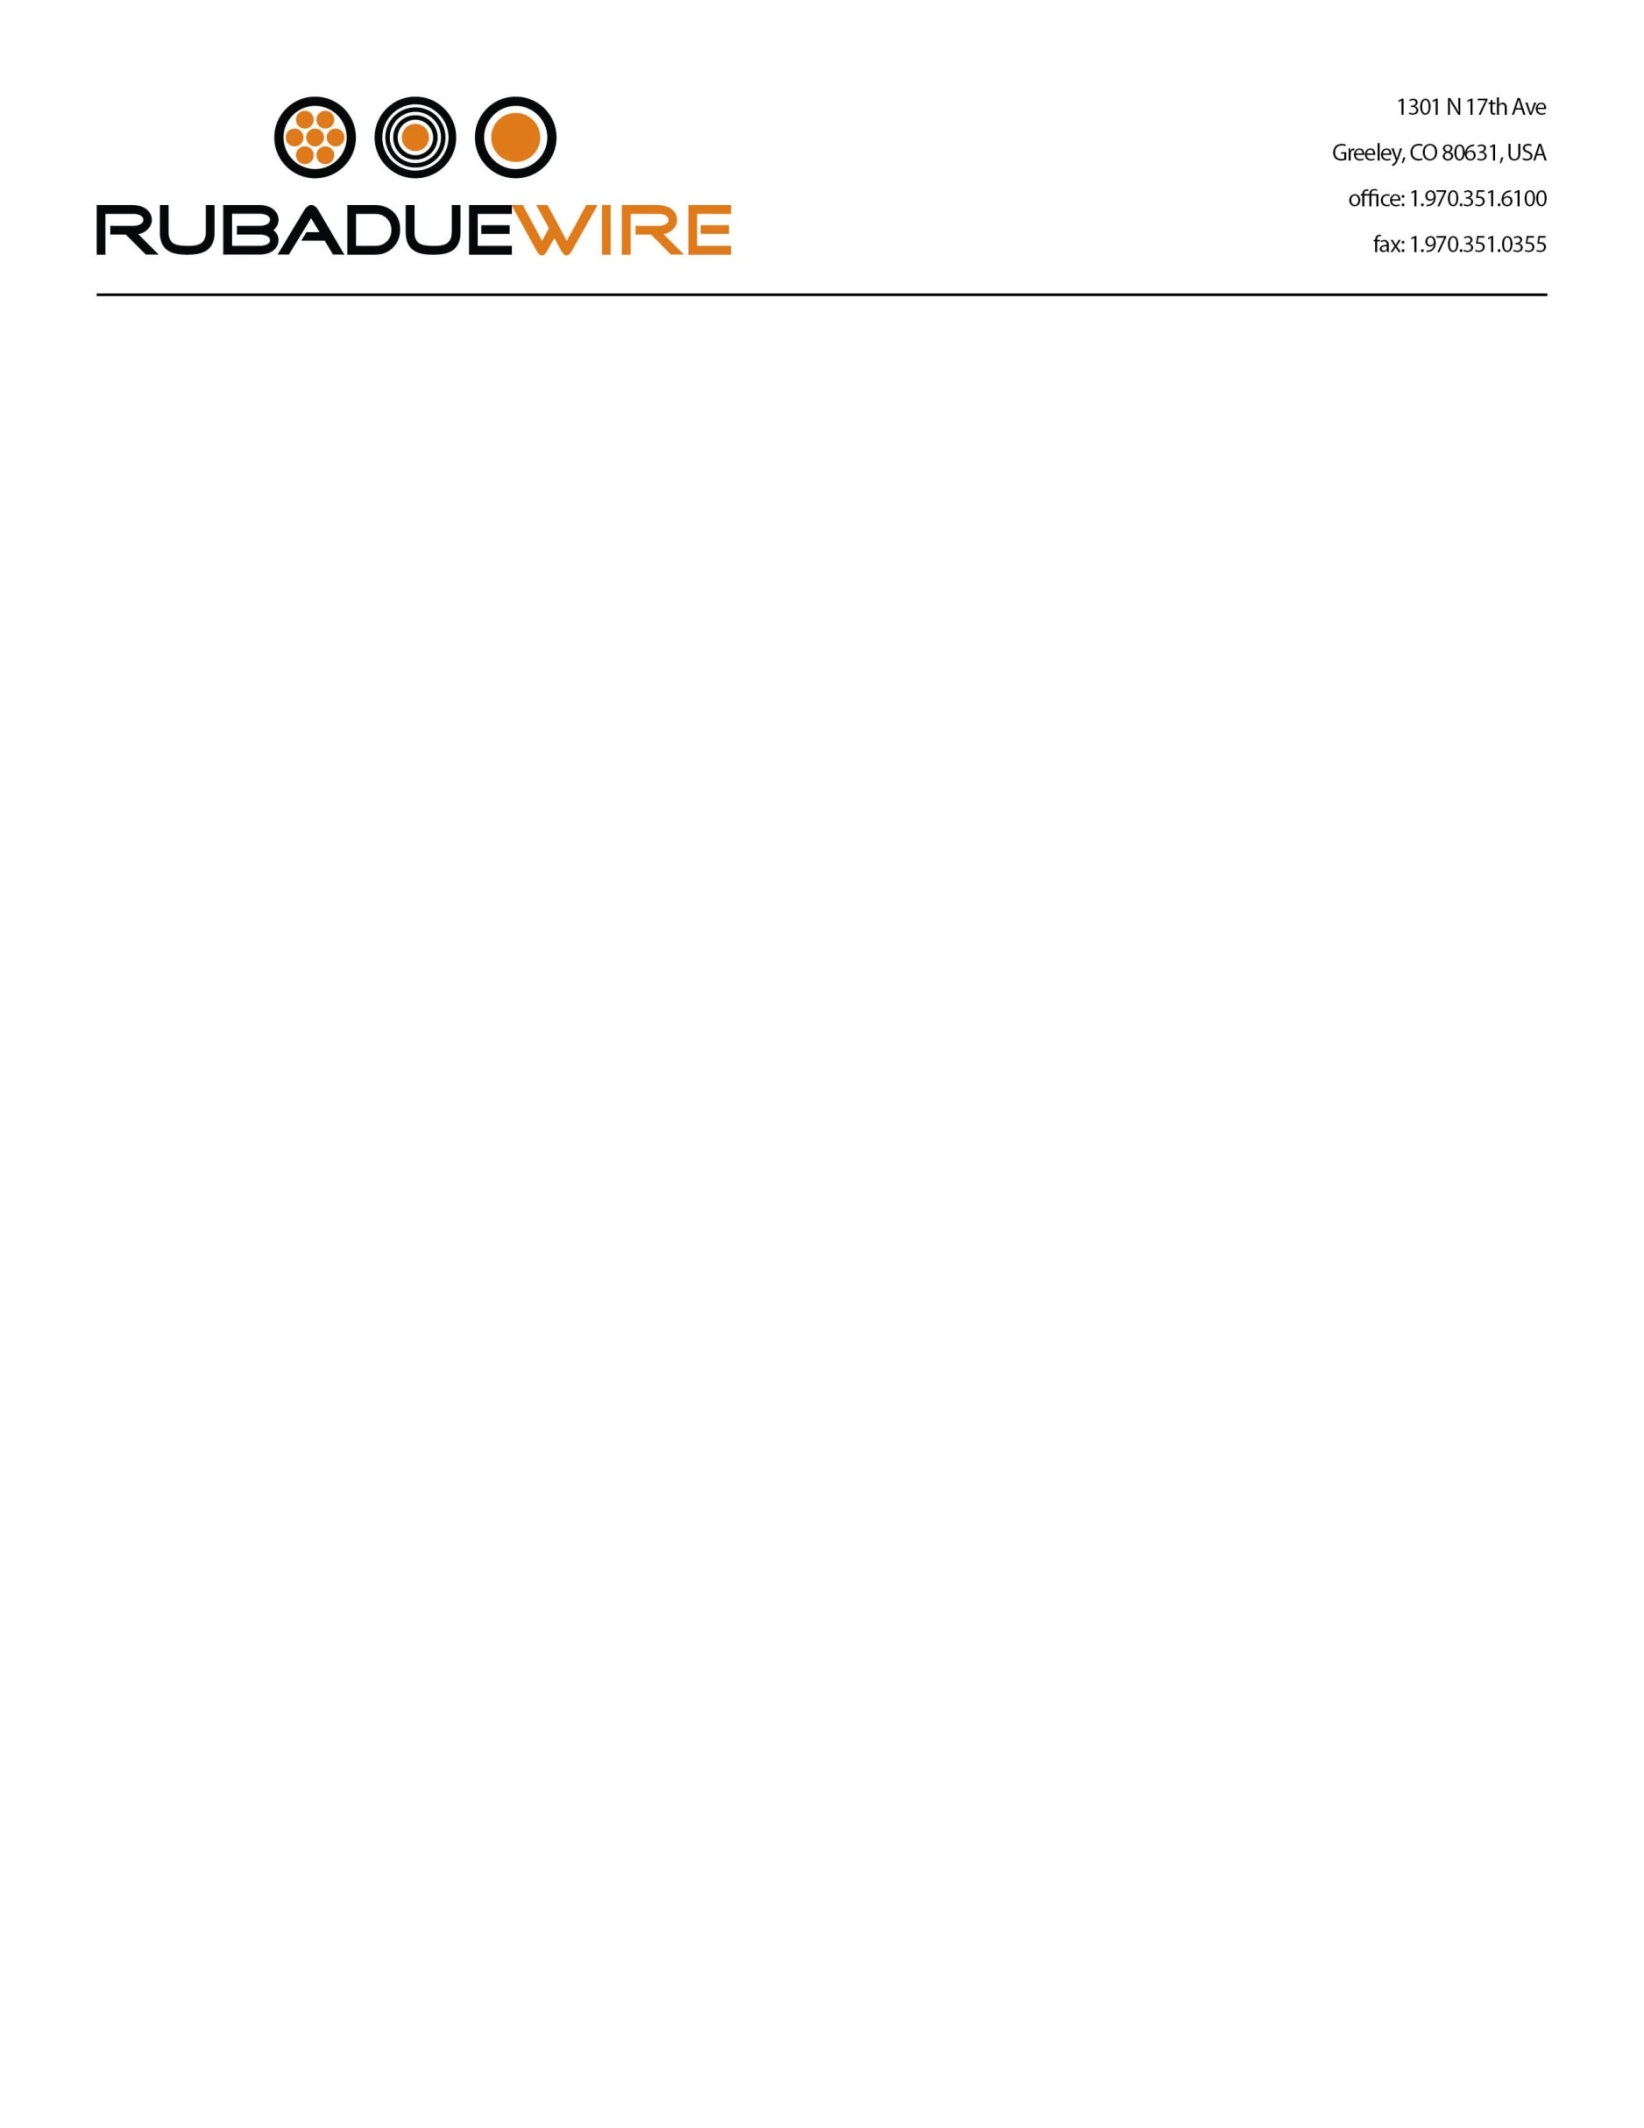 RUBADUEWIRE
1301 N 17th Ave
Greeley, CO 80631, USA
office: 1.970.351.6100
fax: 1.970.351.0355